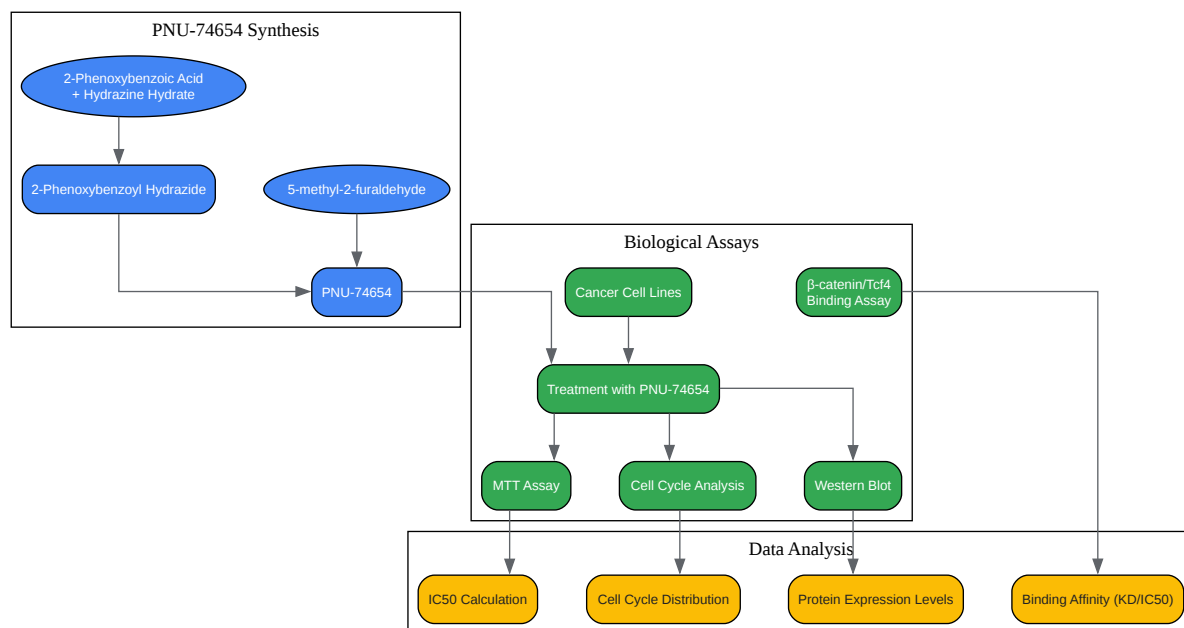 PNU-74654 Synthesis
2-Phenoxybenzoic Acid
+ Hydrazine Hydrate
2-Phenoxybenzoyl Hydrazide
5-methyl-2-furaldehyde
PNU-74654
Biological Assays
Cancer Cell Lines
β-catenin/Tcf4
Binding Assay
Treatment with PNU-74654
MTT Assay
Cell Cycle Analysis
Western Blot
Data Analysis
IC50 Calculation
Cell Cycle Distribution
Protein Expression Levels
Binding Affinity (KD/IC50)